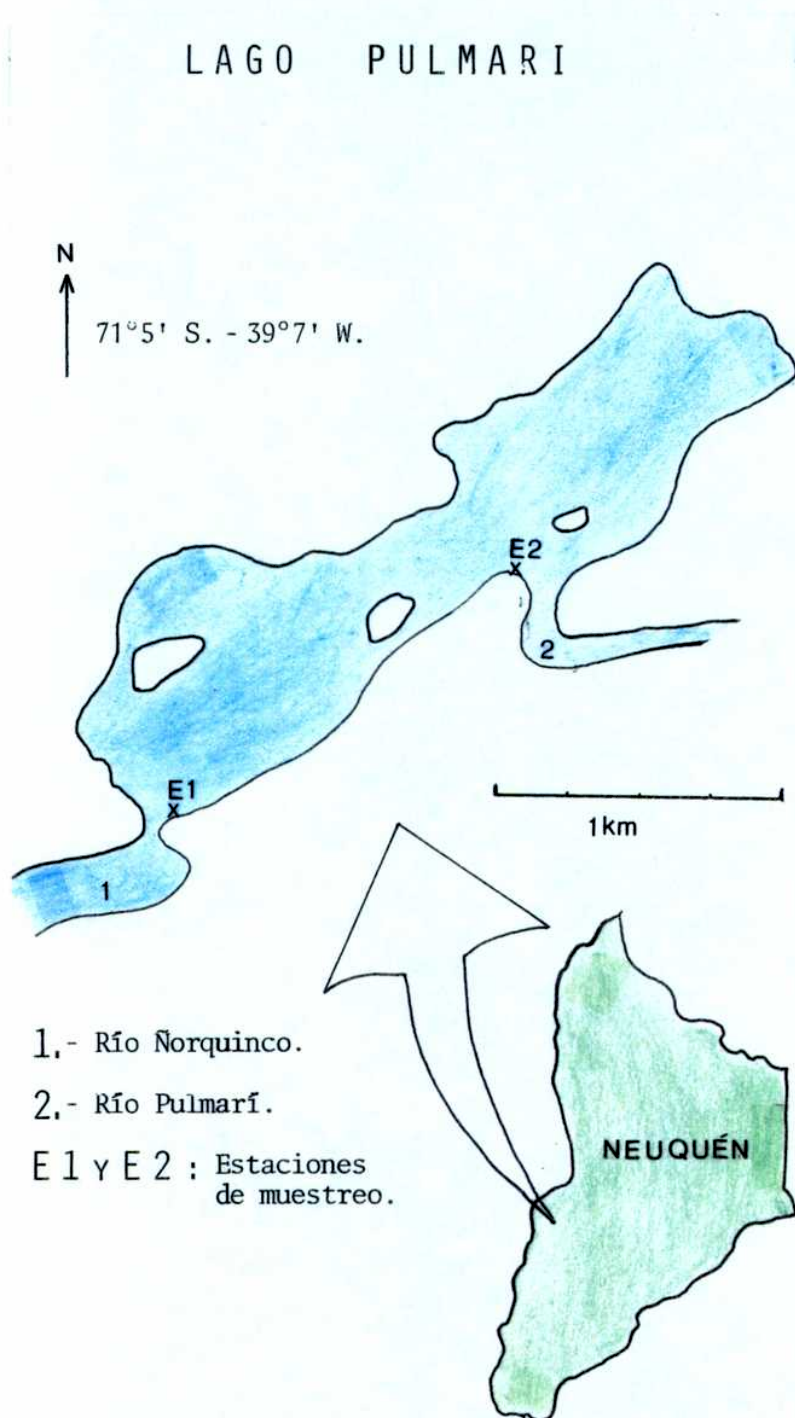 LAGO PULMARI
N
71°5' S. - 39°7' W.
E2
2
E1
1km
1
1.- Río Ñorquinco.
2.- Río Pulmarí.
E1 Y E2 : Estaciones
de muestreo.
NEUQUÉN